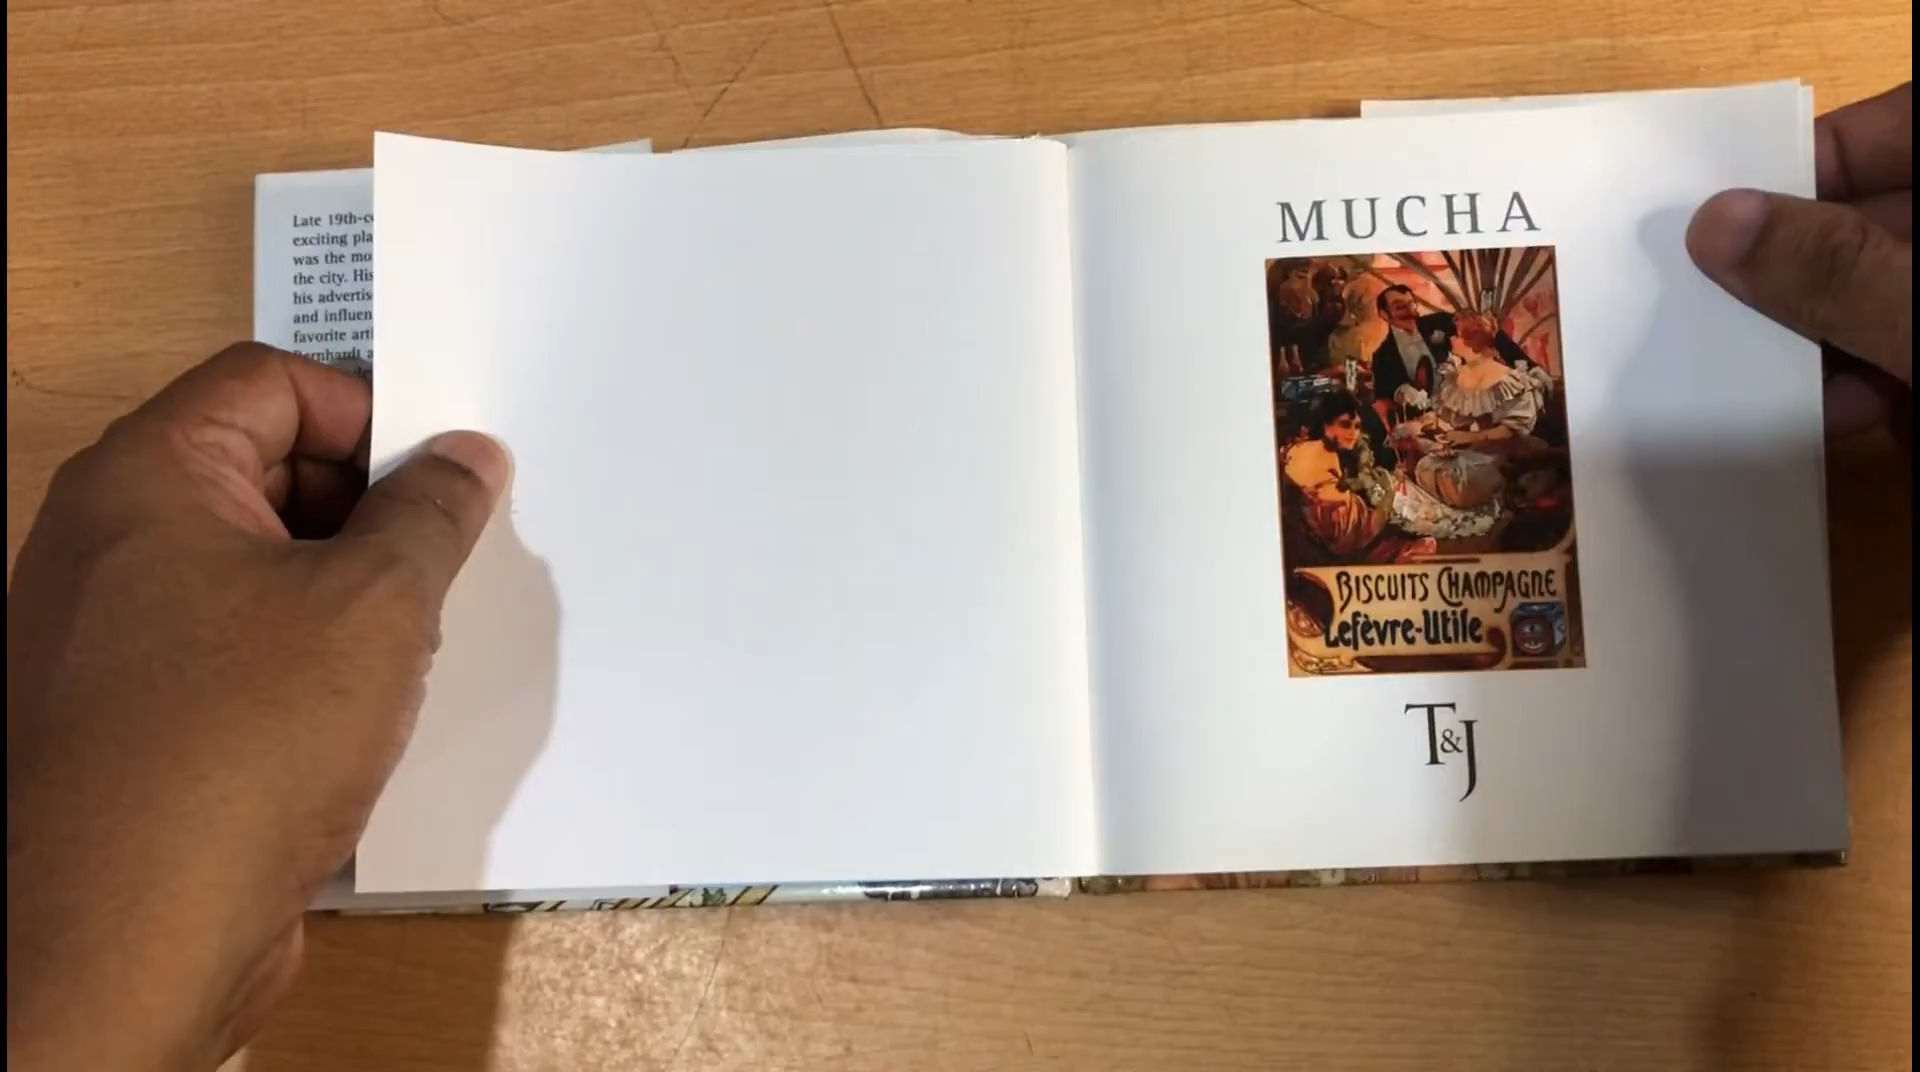 Late 19th-c
exciting pla
was the mo
the city. His
his advertis
and influen
favorite arti
Bernhardt a
de
MUCHA
BISCUITS CHAMPAGNE
Lefèvre-Utile
T&J